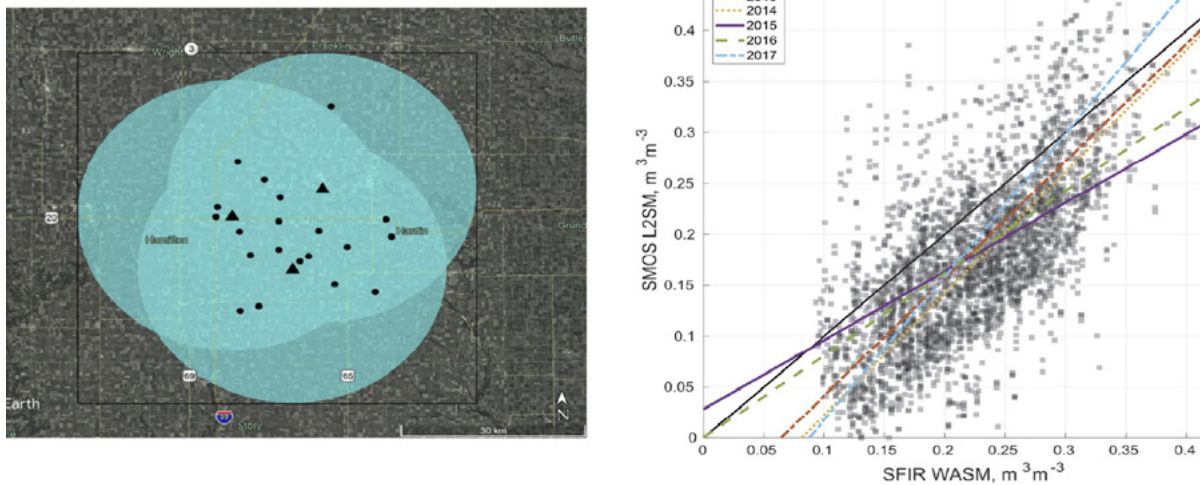 Wright
3
Franklin
Butler
20
Hamilton
Hardin
Grund
69
65
35
Story
Earth
N
30 km
2014
2015
2016
2017
0.4
0.35
0.3
0.25
0.2
0.15
0.1
0.05
0
SMOS L2SM, m³m⁻³
0
0.05
0.1
0.15
0.2
0.25
0.3
0.35
0.4
SFIR WASM, m³m⁻³